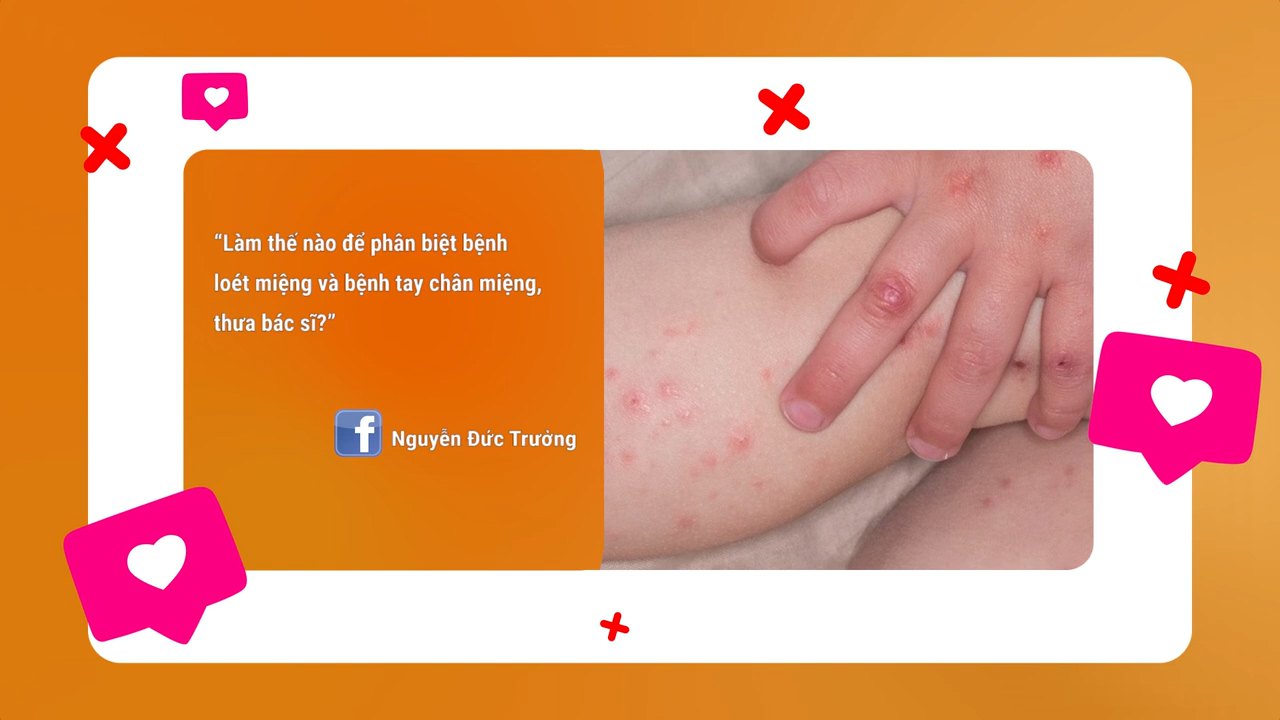 “Làm thế nào để phân biệt bệnh
loét miệng và bệnh tay chân miệng,
thưa bác sĩ?”
f Nguyễn Đức Trường